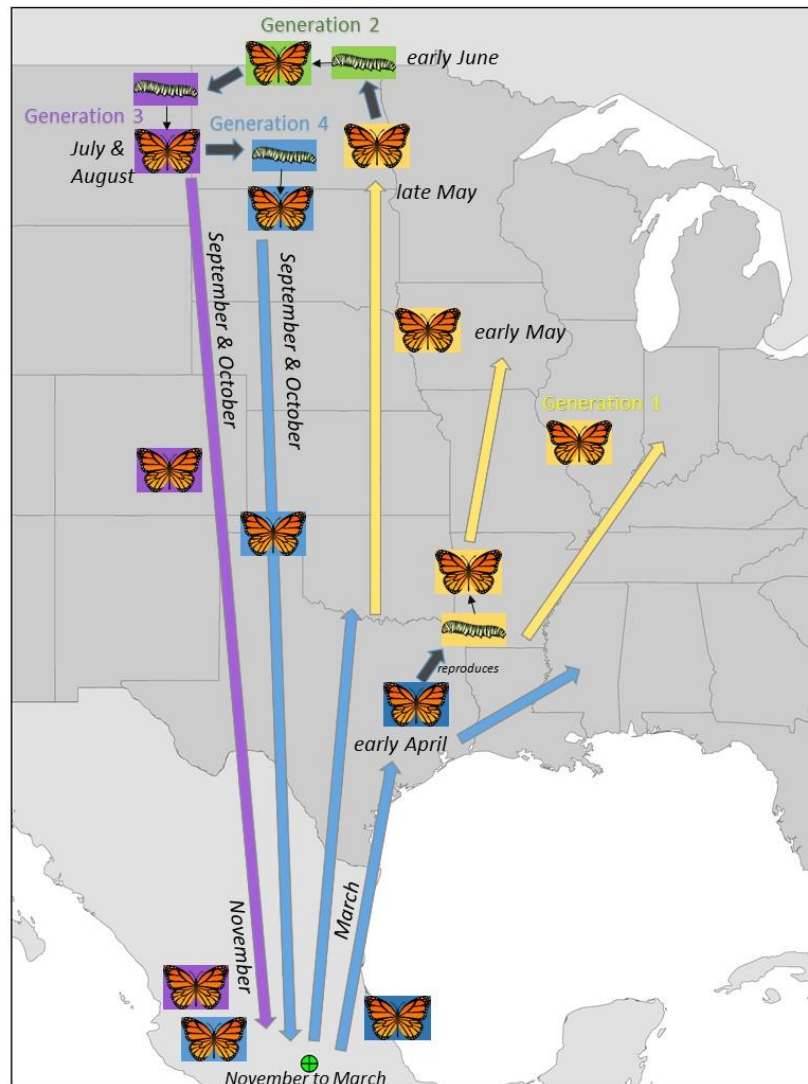 Generation 2
early June
Generation 3
Generation 4
July &
August
late May
September & October
September & October
early May
Generation 1
reproduces
early April
March
November
November to March